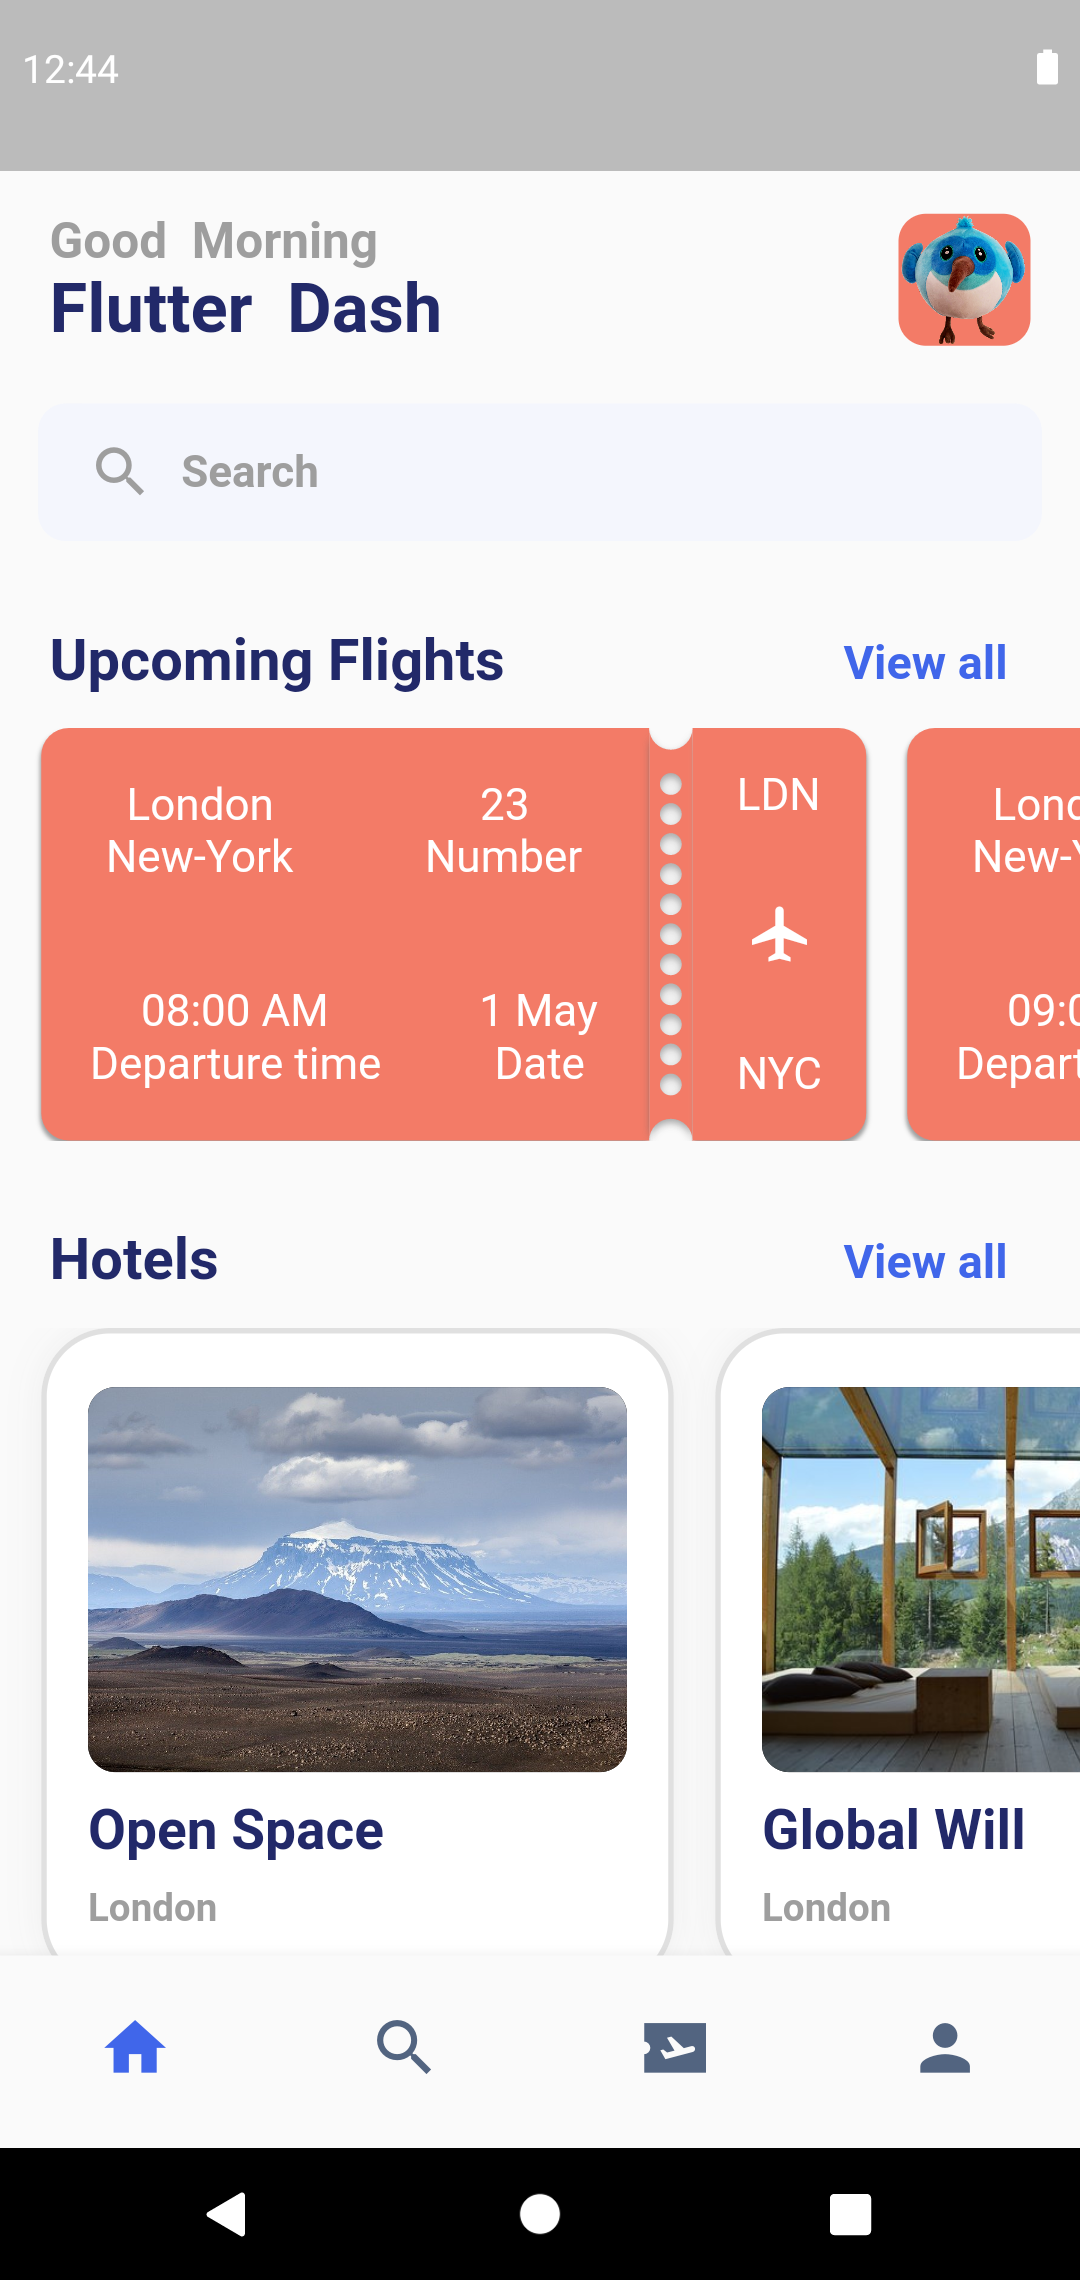 12:44
Good Morning
Flutter Dash
Search
Upcoming Flights View all
London 23 LDN
New-York Number
08:00 AM 1 May
Departure time Date NYC
Hotels View all
Open Space Global Will
London London